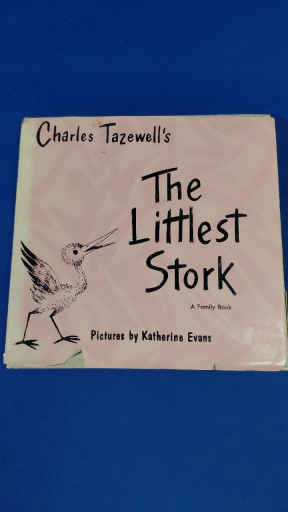 Charles Tazewell's
The
Littlest
Stork
A Family Book
Pictures by Katherine Evans